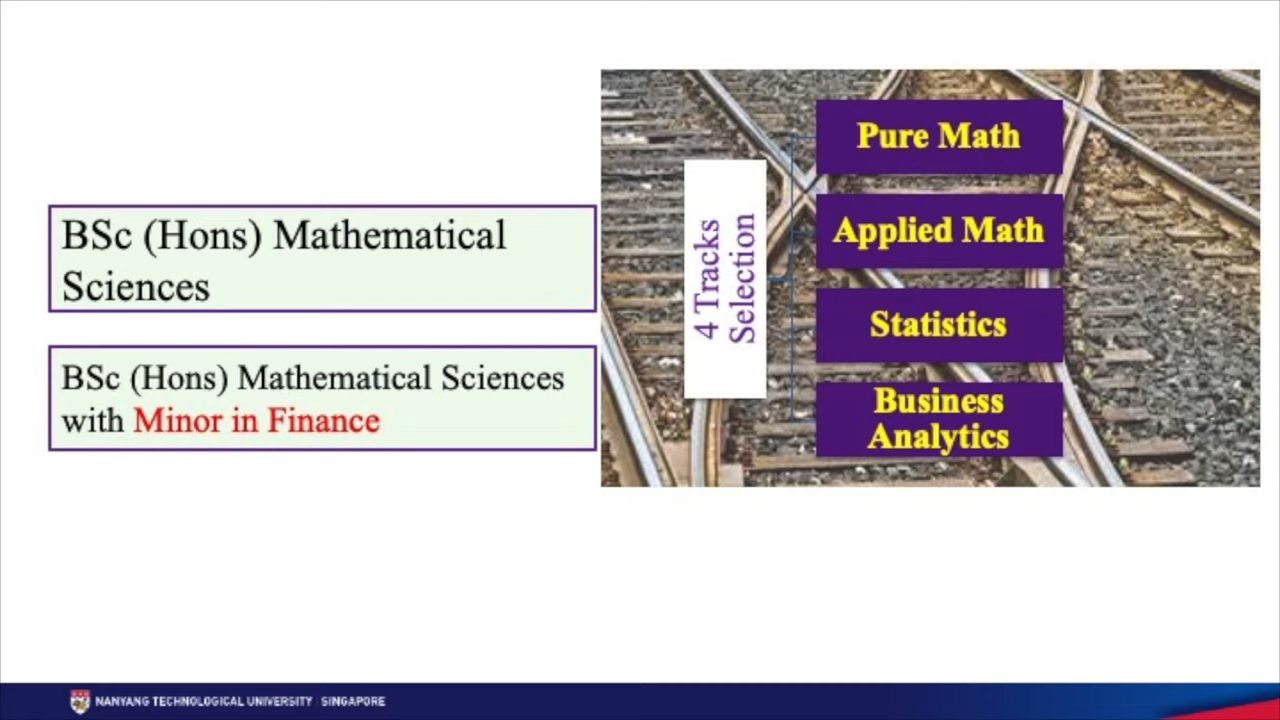 BSc (Hons) Mathematical
Sciences
BSc (Hons) Mathematical Sciences
with Minor in Finance
4 Tracks
Selection
Pure Math
Applied Math
Statistics
Business
Analytics
NANYANG TECHNOLOGICAL UNIVERSITY | SINGAPORE